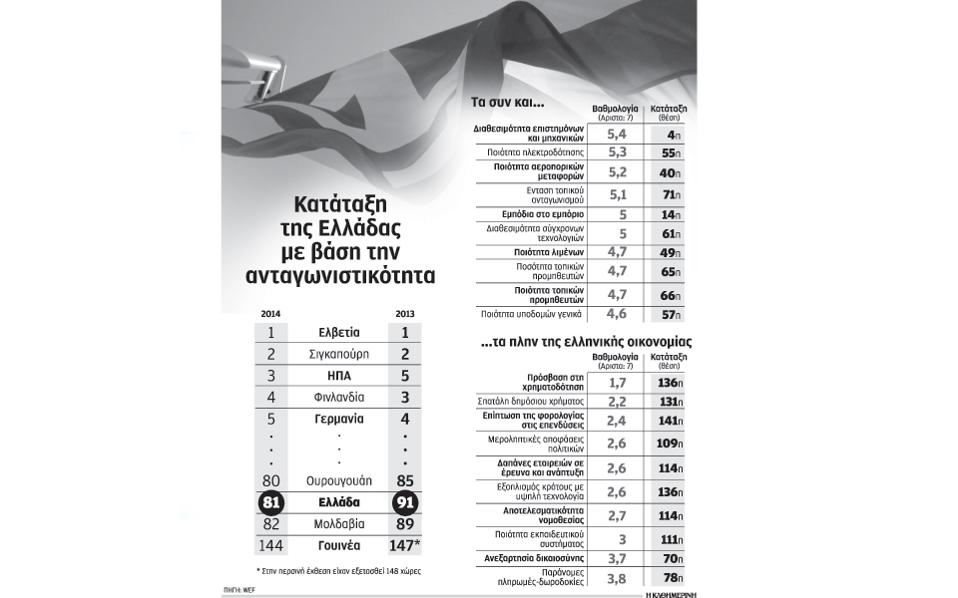 Κατάταξη
της Ελλάδας
με βάση την
ανταγωνιστικότητα
2014 2013
1 Ελβετία 1
2 Σιγκαπούρη 2
3 ΗΠΑ 5
4 Φινλανδία 3
5 Γερμανία 4
. . .
. . .
. . .
80 Ουρουγουάη 85
81 Ελλάδα 91
82 Μολδαβία 89
144 Γουινέα 147*
* Στην περσινή έκθεση είχαν εξετασθεί 148 χώρες
ΠΗΓΗ: WEF
Τα συν και...
Βαθμολογία Κατάταξη
(Αριστα: 7) (θέση)
Διαθεσιμότητα επιστημόνων
και μηχανικών 5,4 4η
Ποιότητα ηλεκτροδότησης 5,3 55η
Ποιότητα αεροπορικών
μεταφορών 5,2 40η
Ενταση τοπικού
ανταγωνισμού 5,1 71η
Εμπόδια στο εμπόριο 5 14η
Διαθεσιμότητα σύγχρονων
τεχνολογιών 5 61η
Ποιότητα λιμένων 4,7 49η
Ποσότητα τοπικών
προμηθευτών 4,7 65η
Ποιότητα τοπικών
προμηθευτών 4,7 66η
Ποιότητα υποδομών γενικά 4,6 57η
...τα πλην της ελληνικής οικονομίας
Βαθμολογία Κατάταξη
(Αριστα: 7) (θέση)
Πρόσβαση στη
χρηματοδότηση 1,7 136η
Σπατάλη δημόσιου χρήματος 2,2 131η
Επίπτωση της φορολογίας
στις επενδύσεις 2,4 141η
Μεροληπτικές αποφάσεις
πολιτικών 2,6 109η
Δαπάνες εταιρειών σε
έρευνα και ανάπτυξη 2,6 114η
Εξοπλισμός κράτους με
υψηλή τεχνολογία 2,6 136η
Αποτελεσματικότητα
νομοθεσίας 2,7 114η
Ποιότητα εκπαιδευτικού
συστήματος 3 111η
Ανεξαρτησία δικαιοσύνης 3,7 70η
Παράνομες
πληρωμές-δωροδοκίες 3,8 78η
Η ΚΑΘΗΜΕΡΙΝΗ